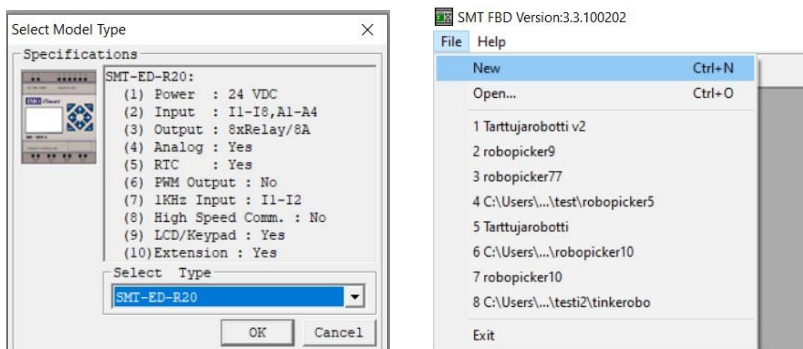 Select Model Type
Specifications
SMT-ED-R20:
(1) Power : 24 VDC
(2) Input : I1-I8,A1-A4
(3) Output : 8xRelay/8A
(4) Analog : Yes
(5) RTC : Yes
(6) PWM Output : No
(7) 1KHz Input : I1-I2
(8) High Speed Comm. : No
(9) LCD/Keypad : Yes
(10)Extension : Yes
Select Type
SMT-ED-R20
OK Cancel
SMT FBD Version:3.3.100202
File Help
New Ctrl+N
Open... Ctrl+O
1 Tarttujarobotti v2
2 robopicker9
3 robopicker77
4 C:\Users\...\test\robopicker5
5 Tarttujarobotti
6 C:\Users\...\robopicker10
7 robopicker10
8 C:\Users\...\testi2\tinkerobo
Exit